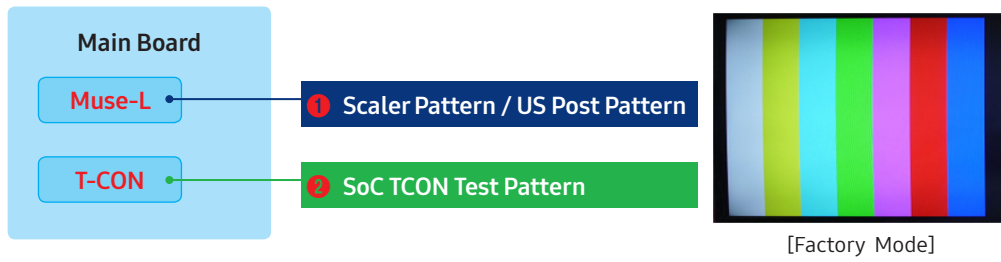 Main Board
Muse-L
❶ Scaler Pattern / US Post Pattern
T-CON
❷ SoC TCON Test Pattern
[Factory Mode]